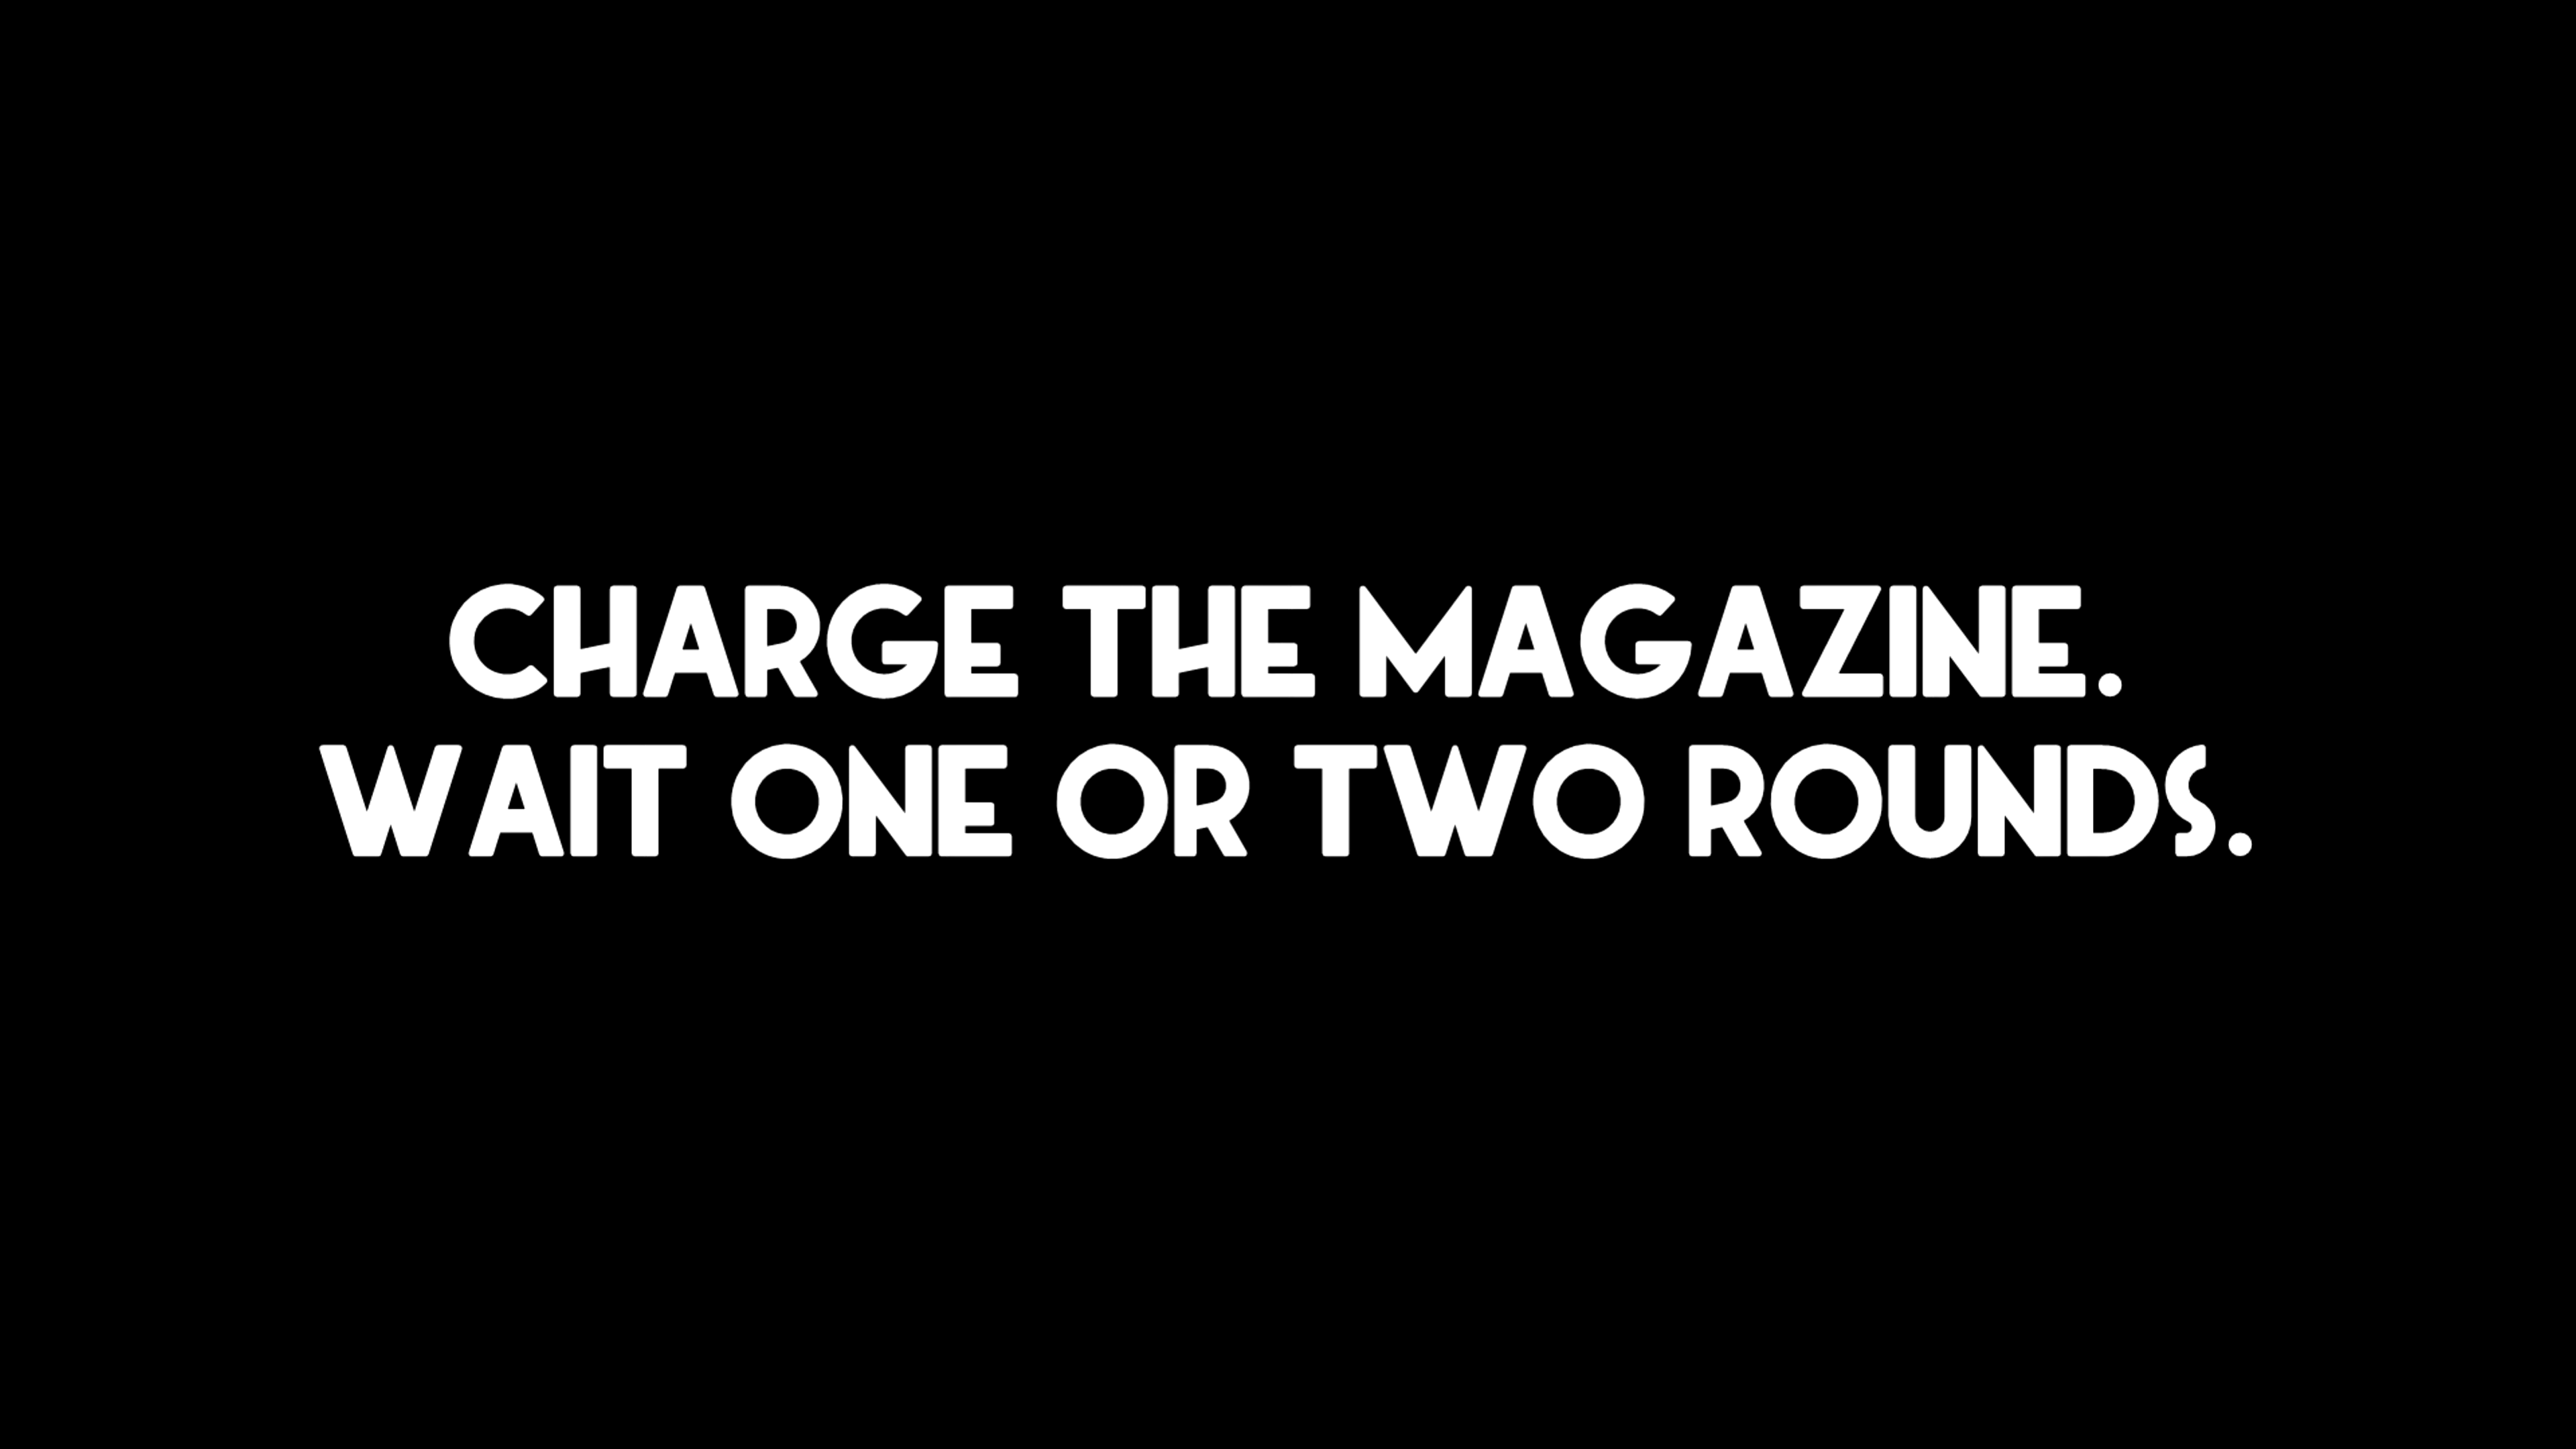 CHARGE THE MAGAZINE.
WAIT ONE OR TWO ROUNDS.